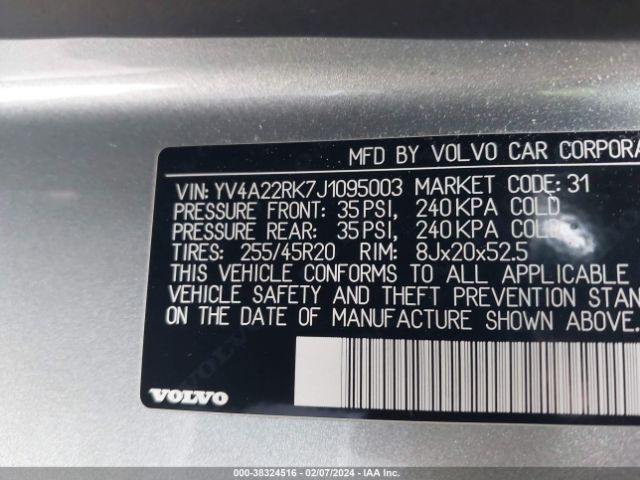 MFD BY VOLVO CAR CORPORA
VIN: YV4A22RK7J1095003 MARKET CODE: 31
PRESSURE FRONT: 35 PSI, 240 KPA COLD
PRESSURE REAR: 35 PSI, 240 KPA COLD
TIRES: 255/45R20 RIM: 8Jx20x52.5
THIS VEHICLE CONFORMS TO ALL APPLICABLE
VEHICLE SAFETY AND THEFT PREVENTION STAN
ON THE DATE OF MANUFACTURE SHOWN ABOVE.
VOLVO
000-38324516 - 02/07/2024 - IAA Inc.